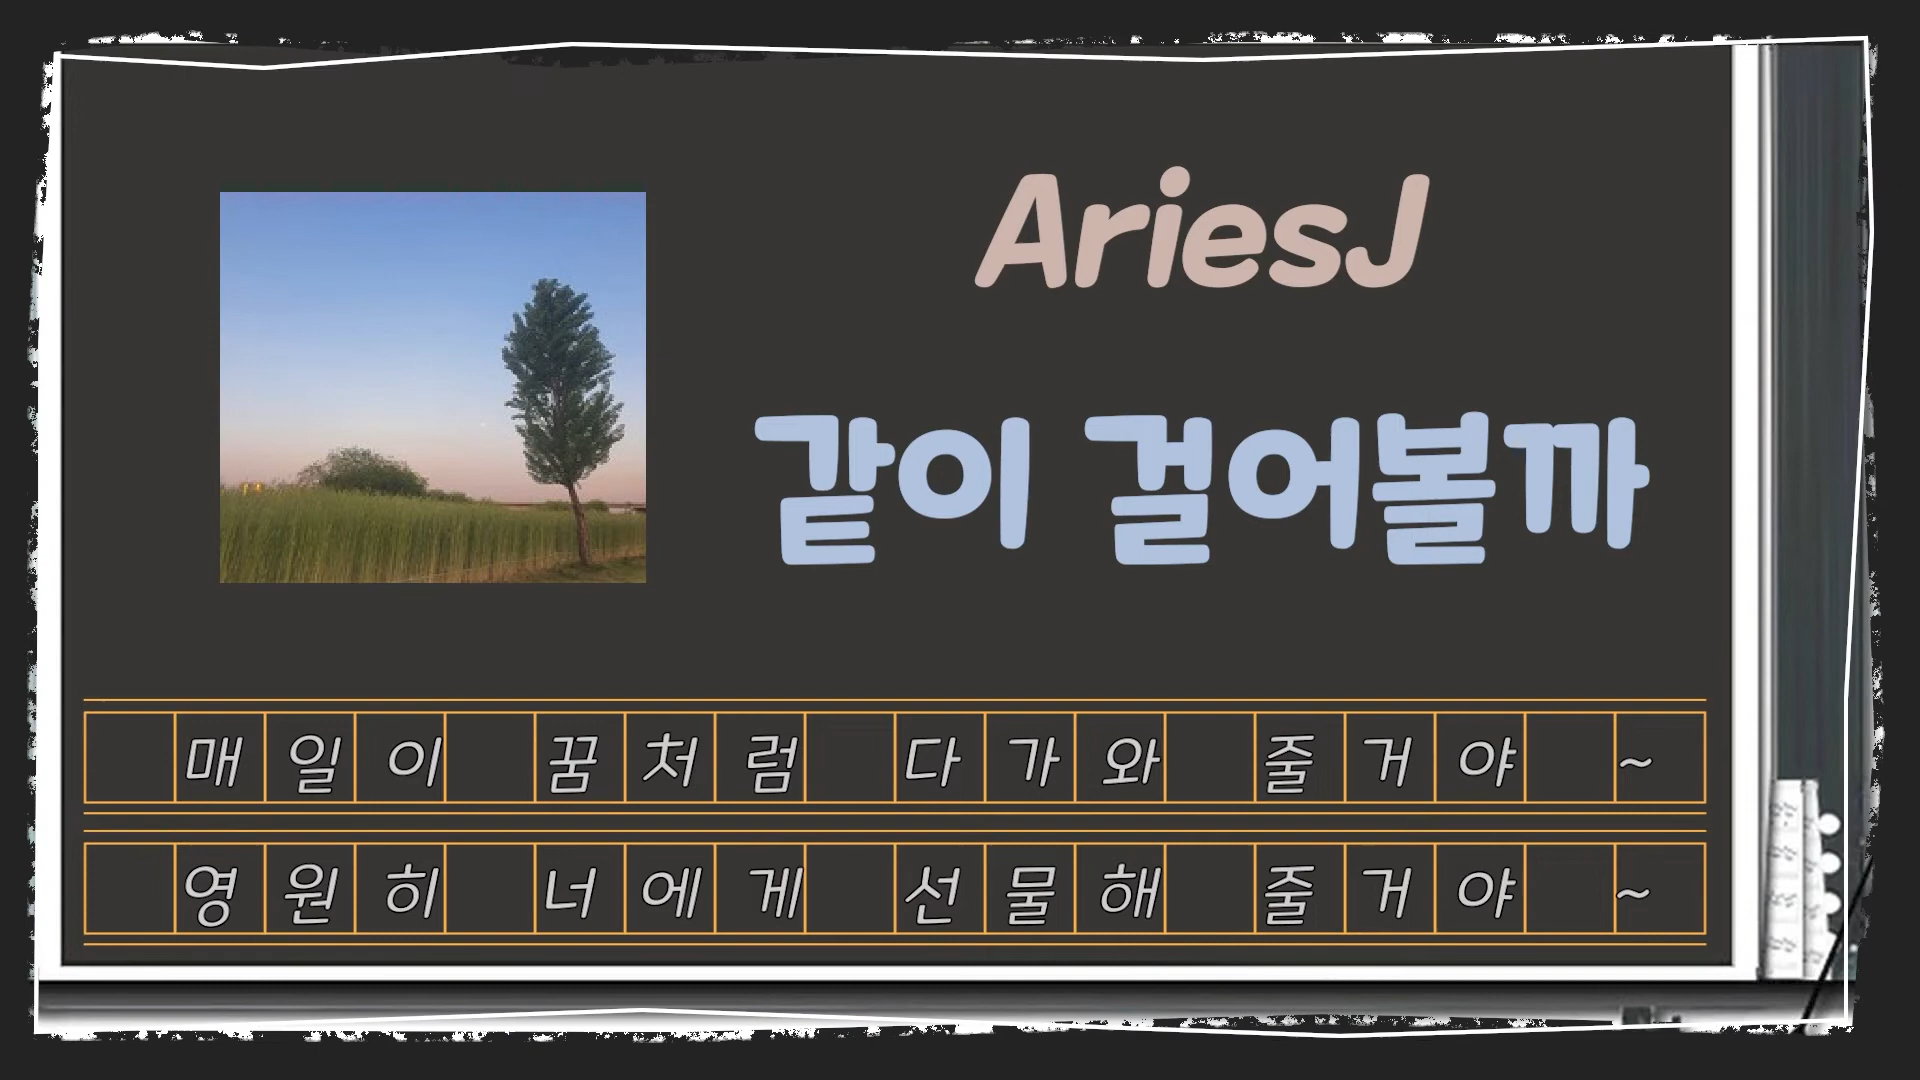 AriesJ
같이 걸어볼까
매일이 꿈처럼 다가와 줄거야 ~
영원히 너에게 선물해 줄거야 ~